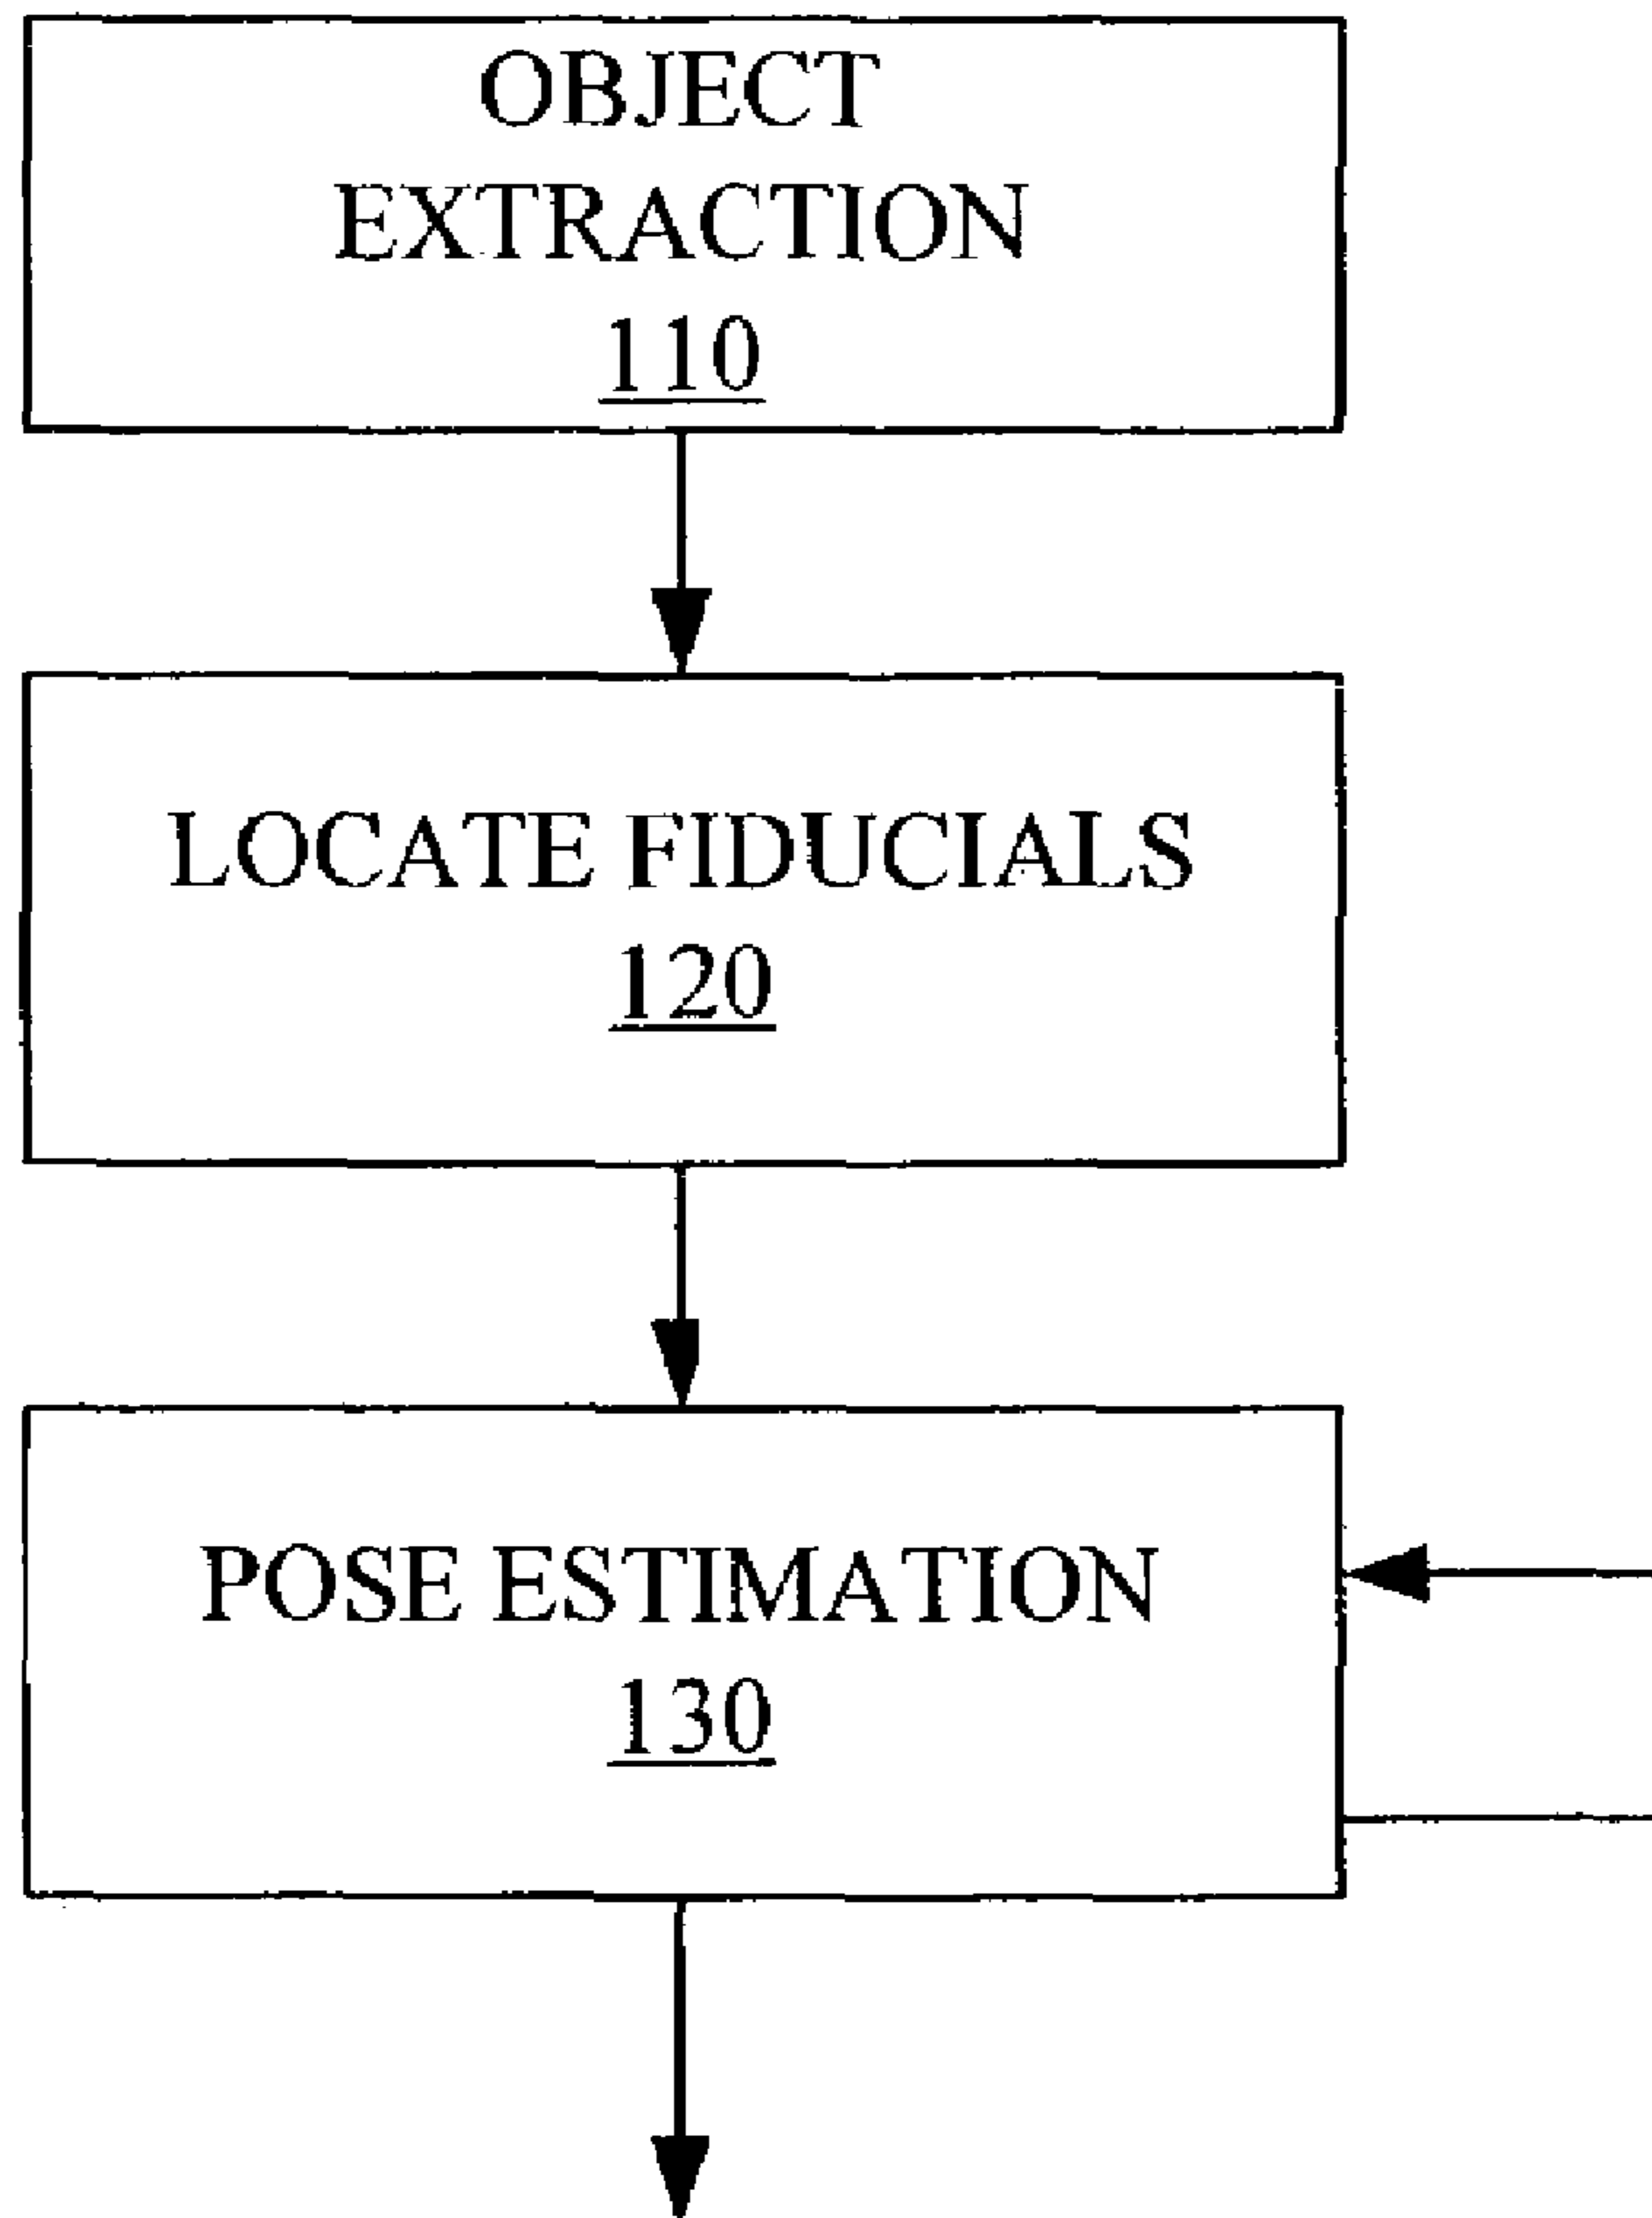 OBJECT
EXTRACTION
110
LOCATE FIDUCIALS
120
POSE ESTIMATION
130